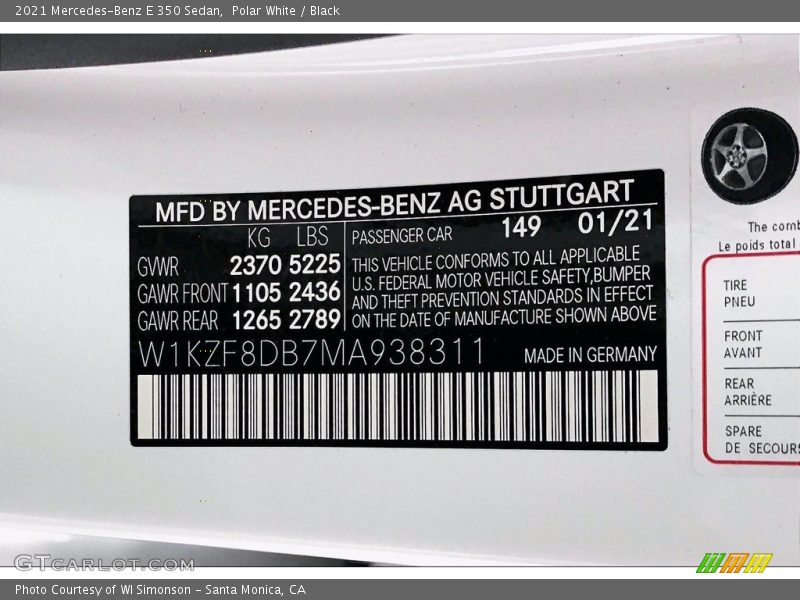 2021 Mercedes-Benz E 350 Sedan, Polar White / Black
MFD BY MERCEDES-BENZ AG STUTTGART
KG LBS
PASSENGER CAR 149 01/21
GVWR 2370 5225
GAWR FRONT 1105 2436
GAWR REAR 1265 2789
THIS VEHICLE CONFORMS TO ALL APPLICABLE
U.S. FEDERAL MOTOR VEHICLE SAFETY,BUMPER
AND THEFT PREVENTION STANDARDS IN EFFECT
ON THE DATE OF MANUFACTURE SHOWN ABOVE
W1KZF8DB7MA938311 MADE IN GERMANY
The comb
Le poids total
TIRE
PNEU
FRONT
AVANT
REAR
ARRIÈRE
SPARE
DE SECOURS
GTCARLOT.COM
Photo Courtesy of WI Simonson - Santa Monica, CA